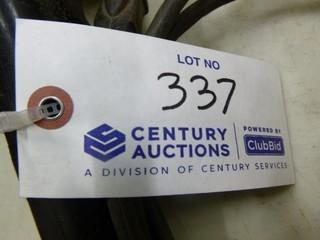 LOT NO
337
CENTURY
AUCTIONS
POWERED BY
ClubBid
A DIVISION OF CENTURY SERVICES